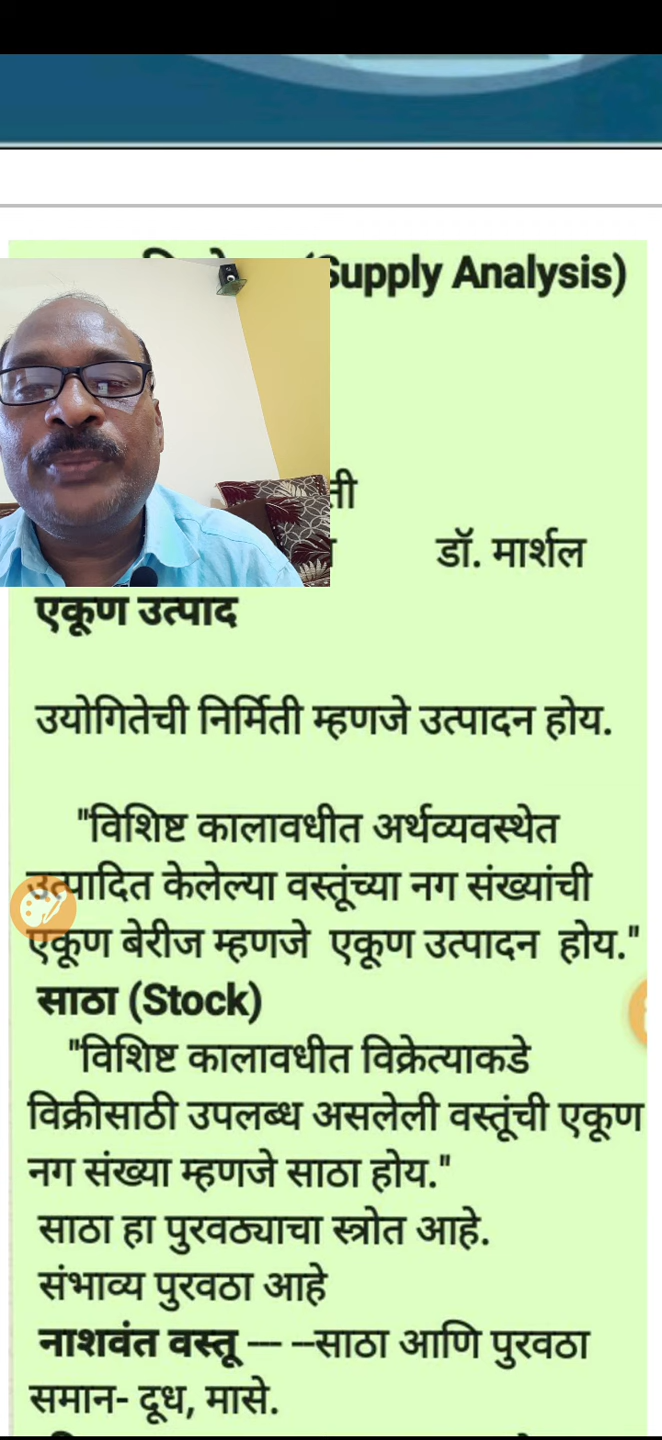 (Supply Analysis)
डॉ. मार्शल
एकूण उत्पाद
उयोगितेची निर्मिती म्हणजे उत्पादन होय.
"विशिष्ट कालावधीत अर्थव्यवस्थेत
उत्पादित केलेल्या वस्तूंच्या नग संख्यांची
एकूण बेरीज म्हणजे एकूण उत्पादन होय."
साठा (Stock)
"विशिष्ट कालावधीत विक्रेत्याकडे
विक्रीसाठी उपलब्ध असलेली वस्तूंची एकूण
नग संख्या म्हणजे साठा होय."
साठा हा पुरवठ्याचा स्त्रोत आहे.
संभाव्य पुरवठा आहे
नाशवंत वस्तू --- --साठा आणि पुरवठा
समान- दूध, मासे.